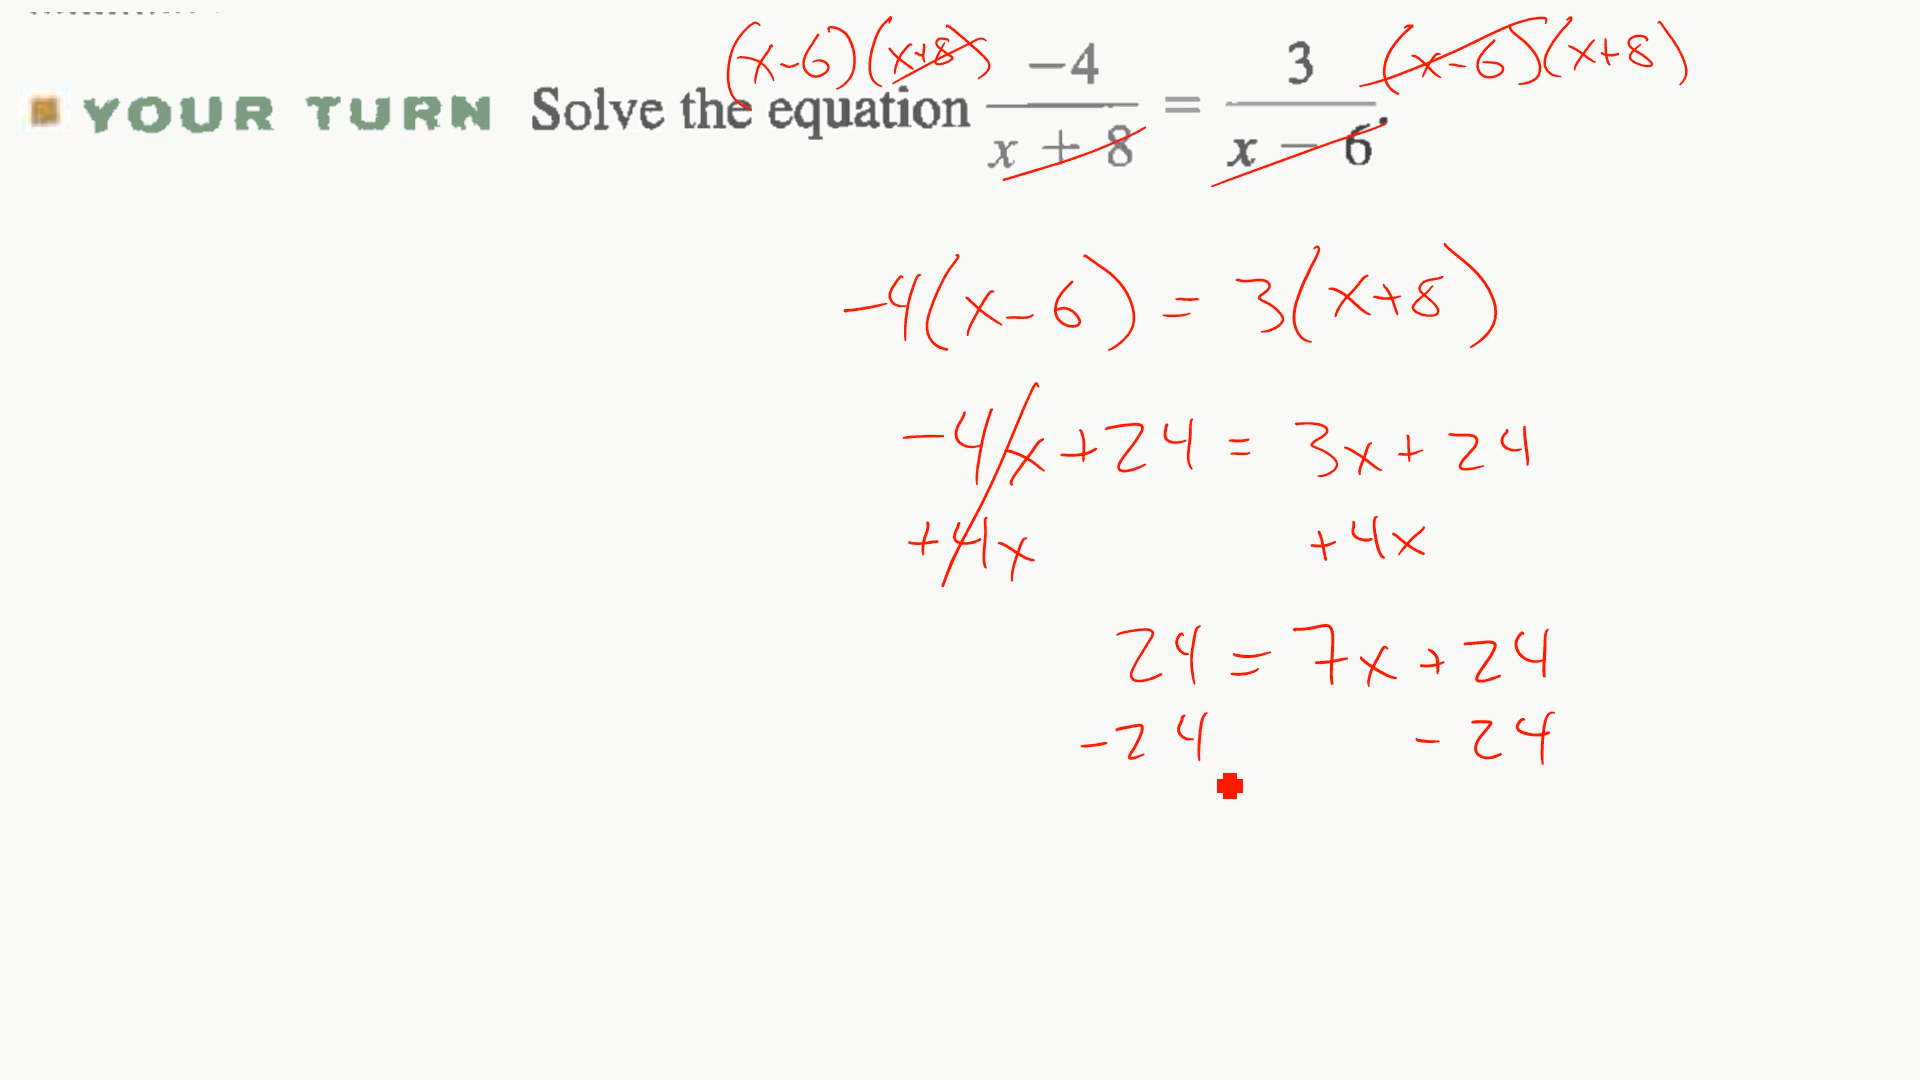 (x-6)(x+8) -4/x + 8 = 3/x - 6 (x-6)(x+8)
YOUR TURN Solve the equation .
-4(x-6) = 3(x+8)
-4x+24 = 3x+24
+4x +4x
24 = 7x+24
-24 -24